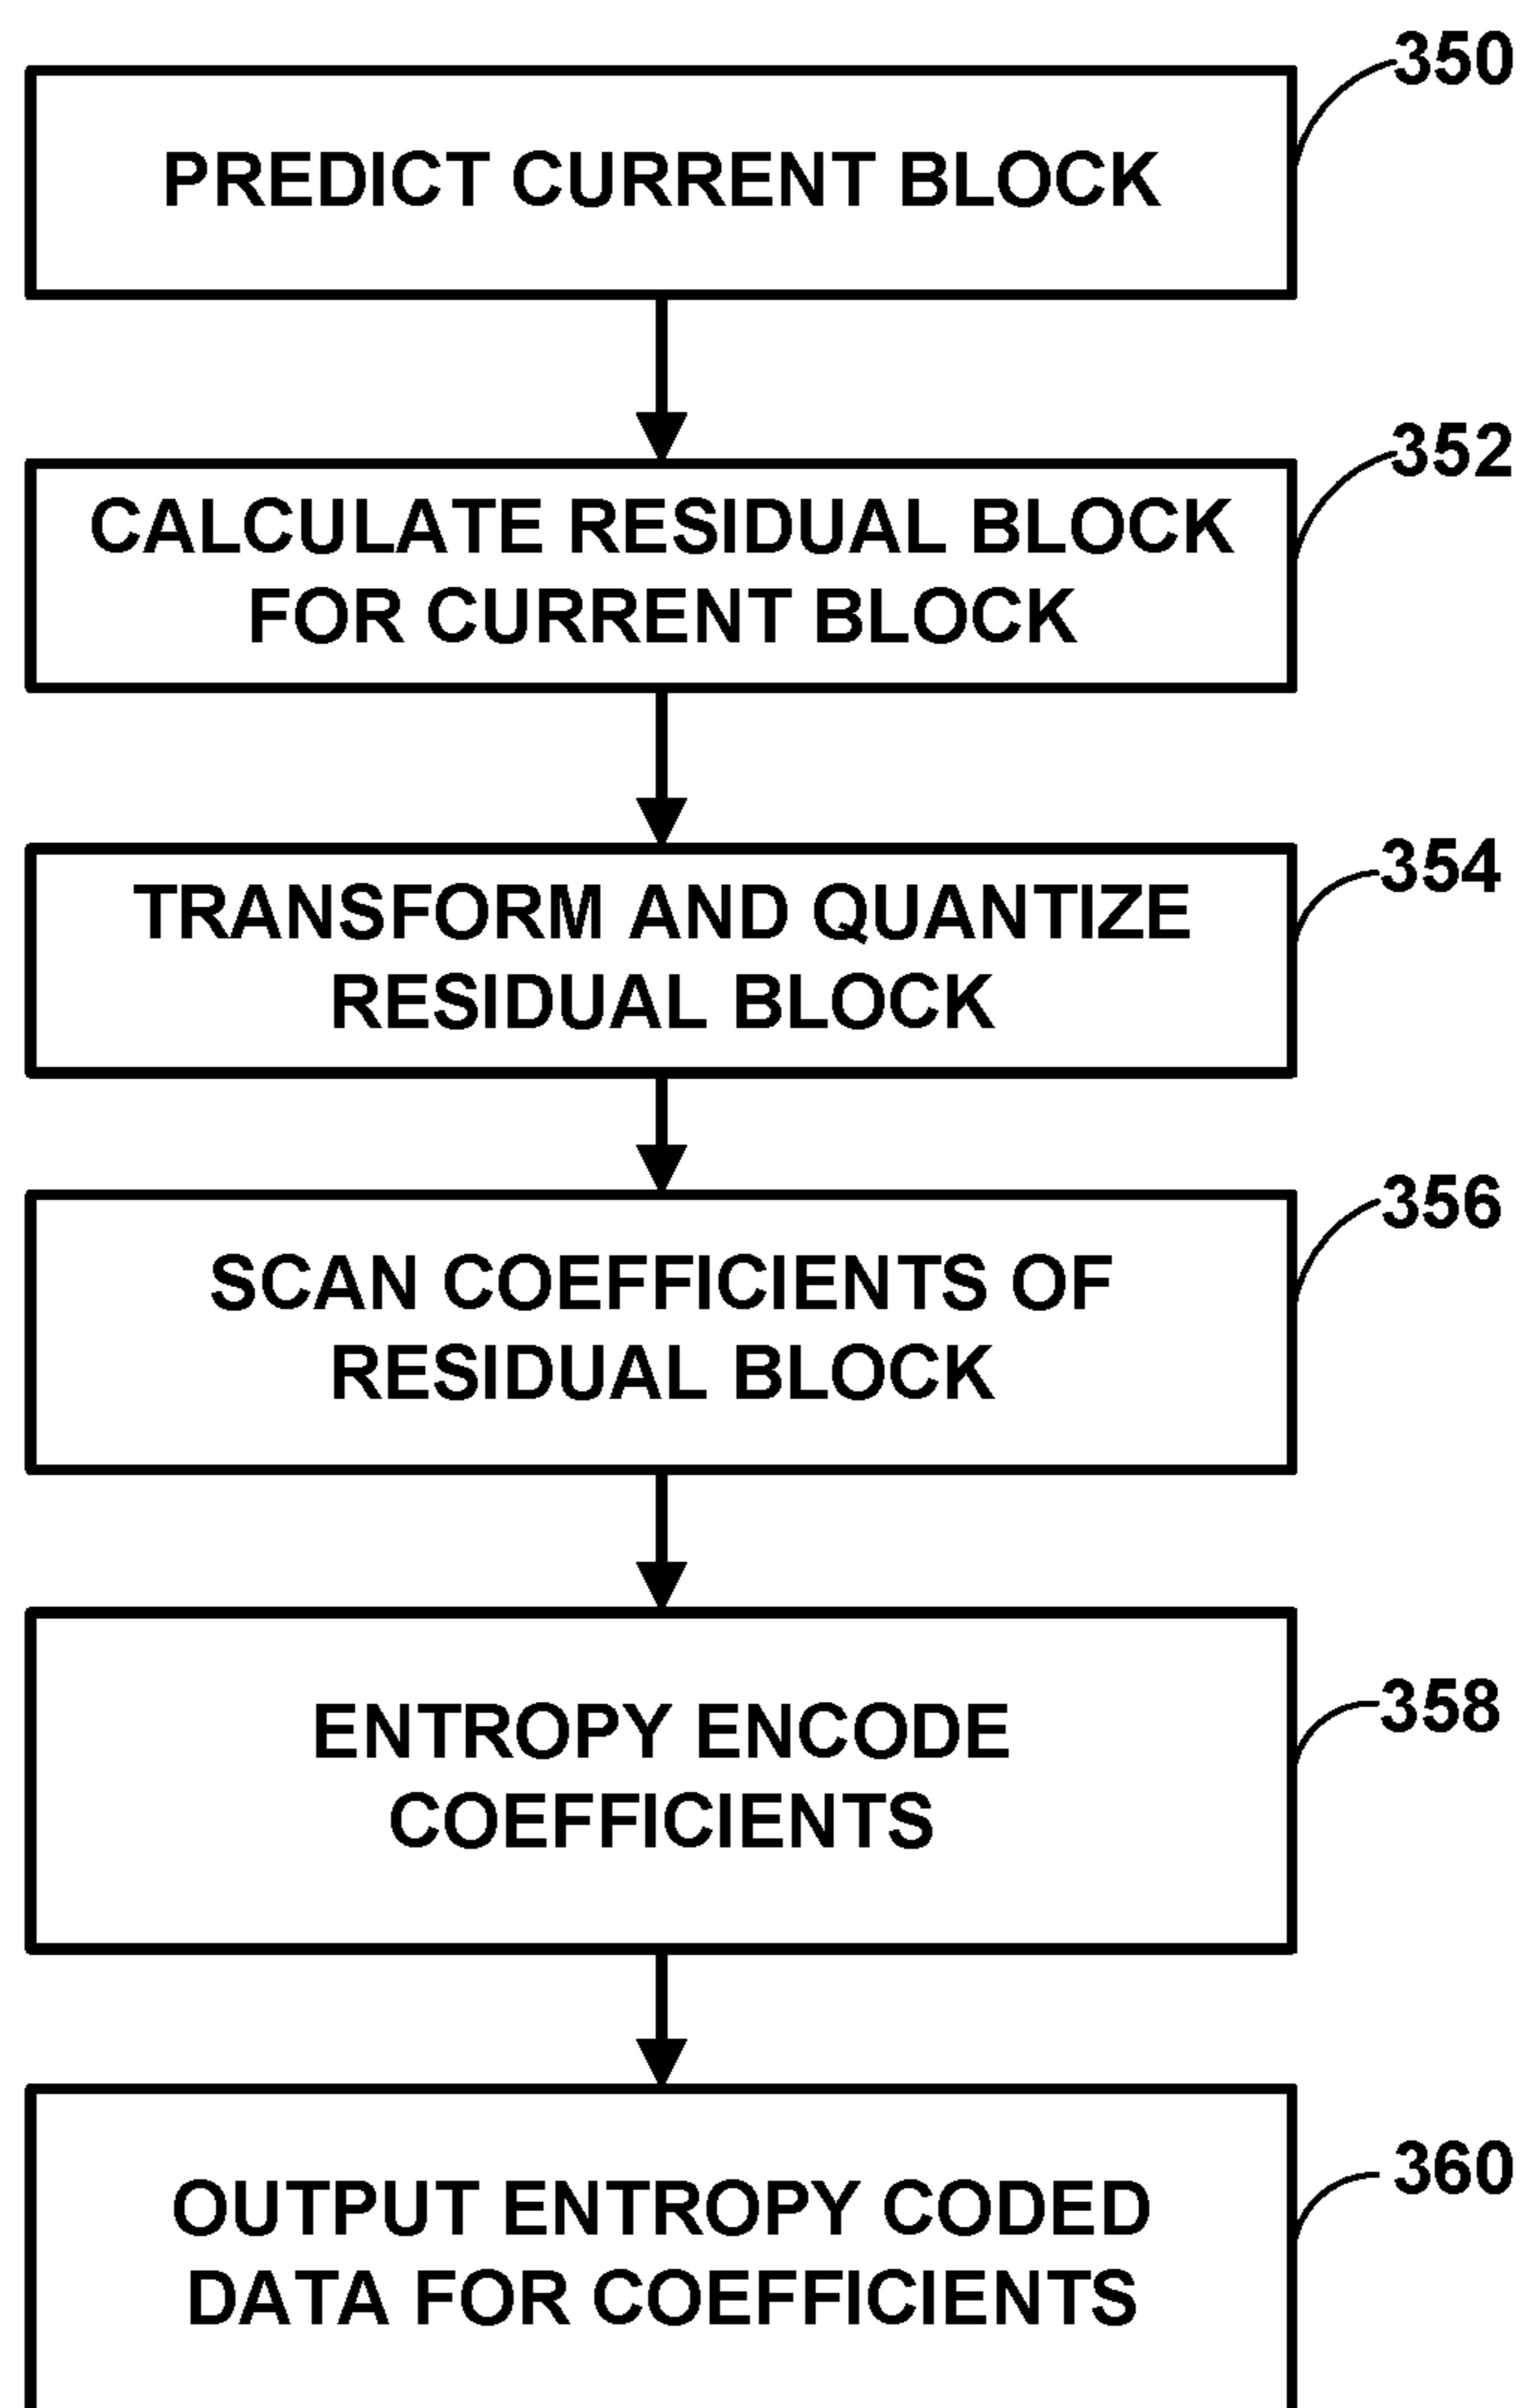 350
PREDICT CURRENT BLOCK
352
CALCULATE RESIDUAL BLOCK
FOR CURRENT BLOCK
354
TRANSFORM AND QUANTIZE
RESIDUAL BLOCK
356
SCAN COEFFICIENTS OF
RESIDUAL BLOCK
358
ENTROPY ENCODE
COEFFICIENTS
360
OUTPUT ENTROPY CODED
DATA FOR COEFFICIENTS